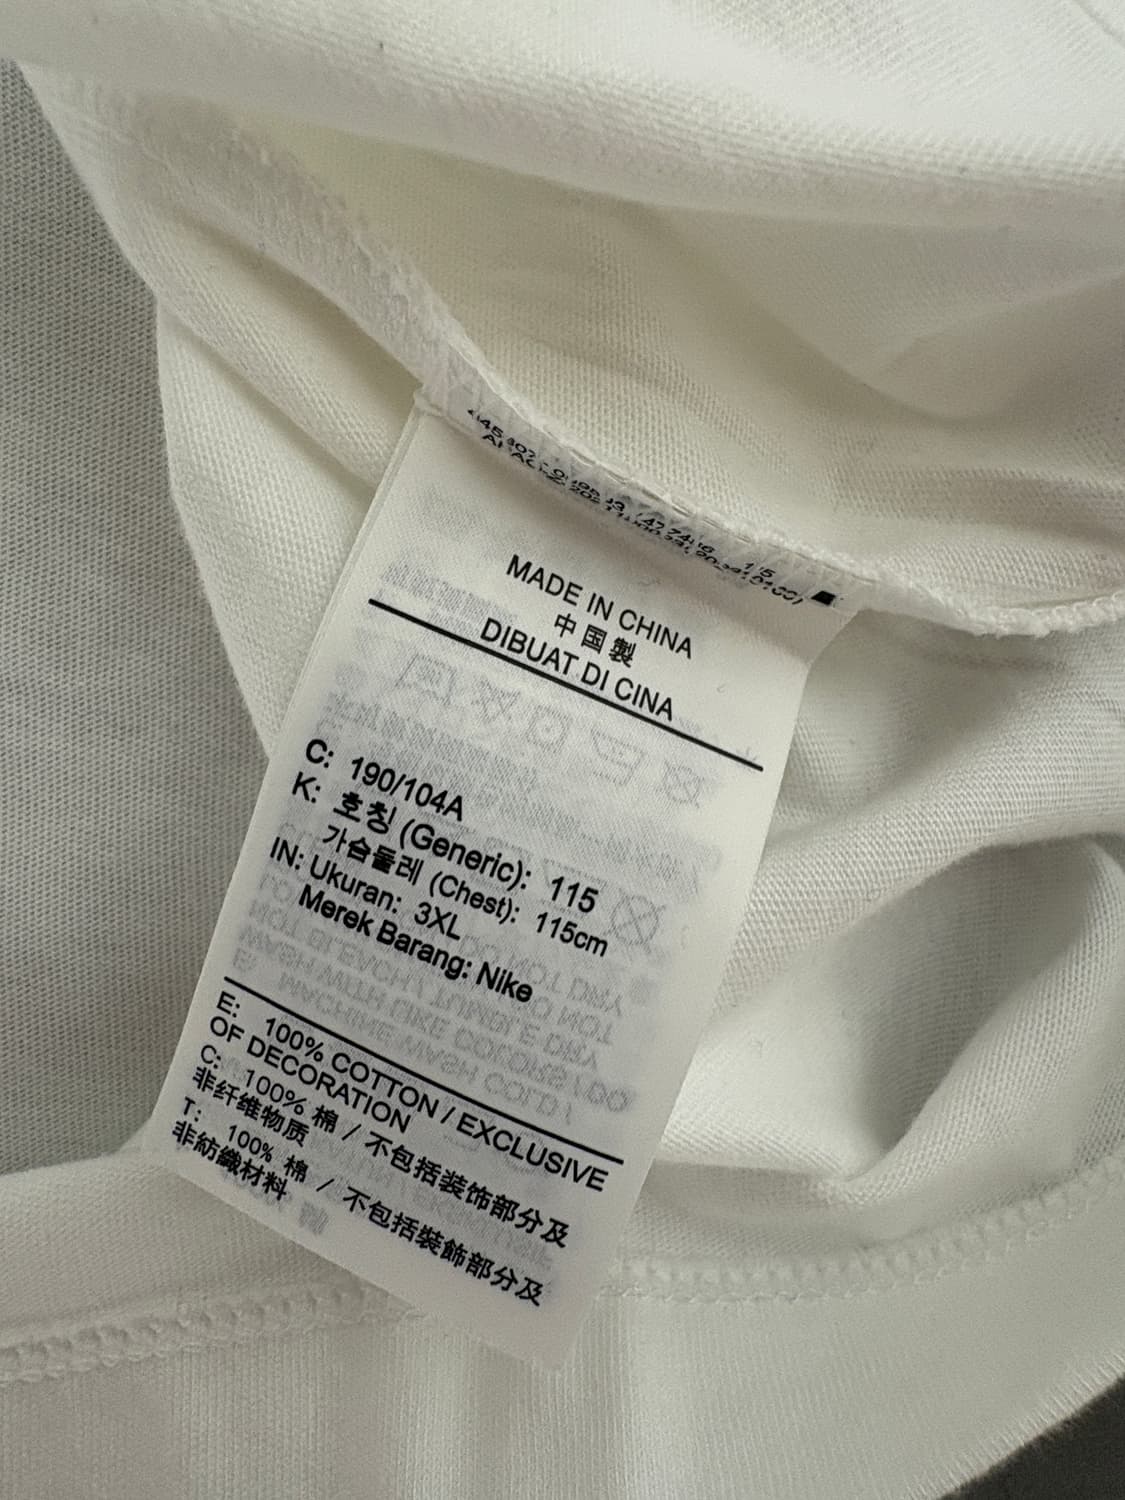 MADE IN CHINA
中国製
DIBUAT DI CINA
C: 190/104A
K: 호칭 (Generic): 115
가슴둘레 (Chest): 115cm
IN: Ukuran: 3XL
Merek Barang: Nike
E: 100% COTTON / EXCLUSIVE
OF DECORATION
C: 100% 棉 / 不包括装饰部分及
非纤维物质
T: 100% 棉 / 不包括裝飾部分及
非紡織材料